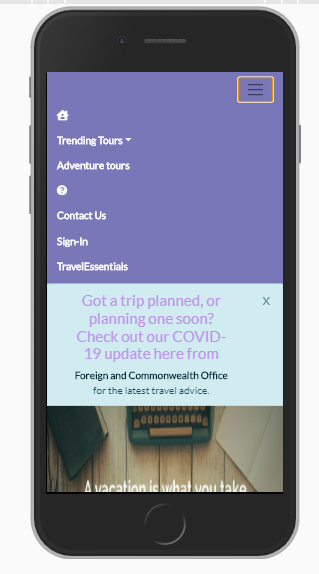 Trending Tours
Adventure tours
?
Contact Us
Sign-In
TravelEssentials
Got a trip planned, or
planning one soon?
Check out our COVID-
19 update here from
x
Foreign and Commonwealth Office
for the latest travel advice.
A vacation is what you take